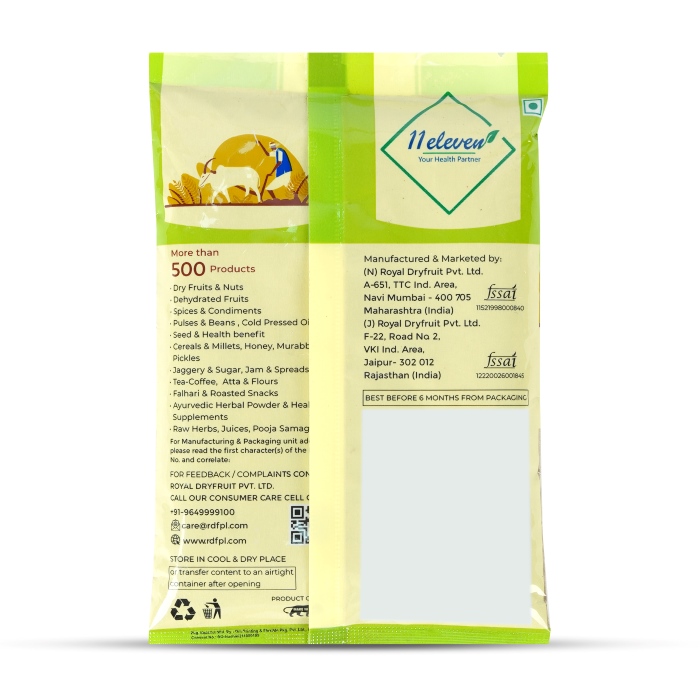 11 eleven
Your Health Partner
More than
500 Products
· Dry Fruits & Nuts
· Dehydrated Fruits
· Spices & Condiments
· Pulses & Beans , Cold Pressed Oi
· Seed & Health benefit
· Cereals & Millets, Honey, Murabb
Pickles
· Jaggery & Sugar, Jam & Spreads
· Tea-Coffee, Atta & Flours
· Falhari & Roasted Snacks
· Ayurvedic Herbal Powder & Heal
Supplements
· Raw Herbs, Juices, Pooja Samag
For Manufacturing & Packaging unit ad
please read the first character(s) of the
No. and correlate:
FOR FEEDBACK / COMPLAINTS CON
ROYAL DRYFRUIT PVT. LTD.
CALL OUR CONSUMER CARE CELL
+91-9649999100
care@rdfpl.com
www.rdfpl.com
STORE IN COOL & DRY PLACE
or transfer content to an airtight
container after opening
PRODUCT O
Manufactured & Marketed by:
(N) Royal Dryfruit Pvt. Ltd.
A-651, TTC Ind. Area,
Navi Mumbai - 400 705
Maharashtra (India)
fssai
11521998000840
(J) Royal Dryfruit Pvt. Ltd.
F-22, Road No. 2,
VKI Ind. Area,
Jaipur- 302 012
Rajasthan (India)
fssai
12220026001845
BEST BEFORE 6 MONTHS FROM PACKAGING